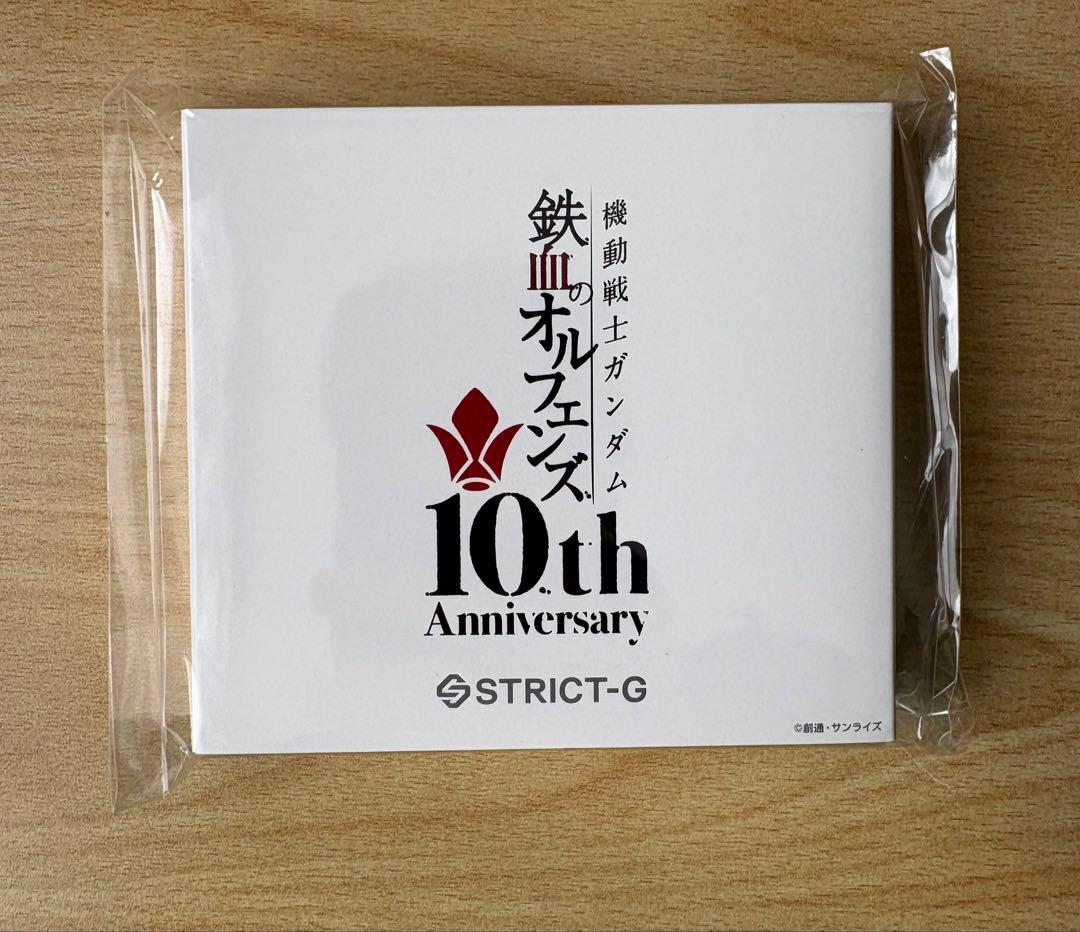 機動戦士ガンダム
鉄血のオルフェンズ
10th
Anniversary
STRICT-G
©創通・サンライズ